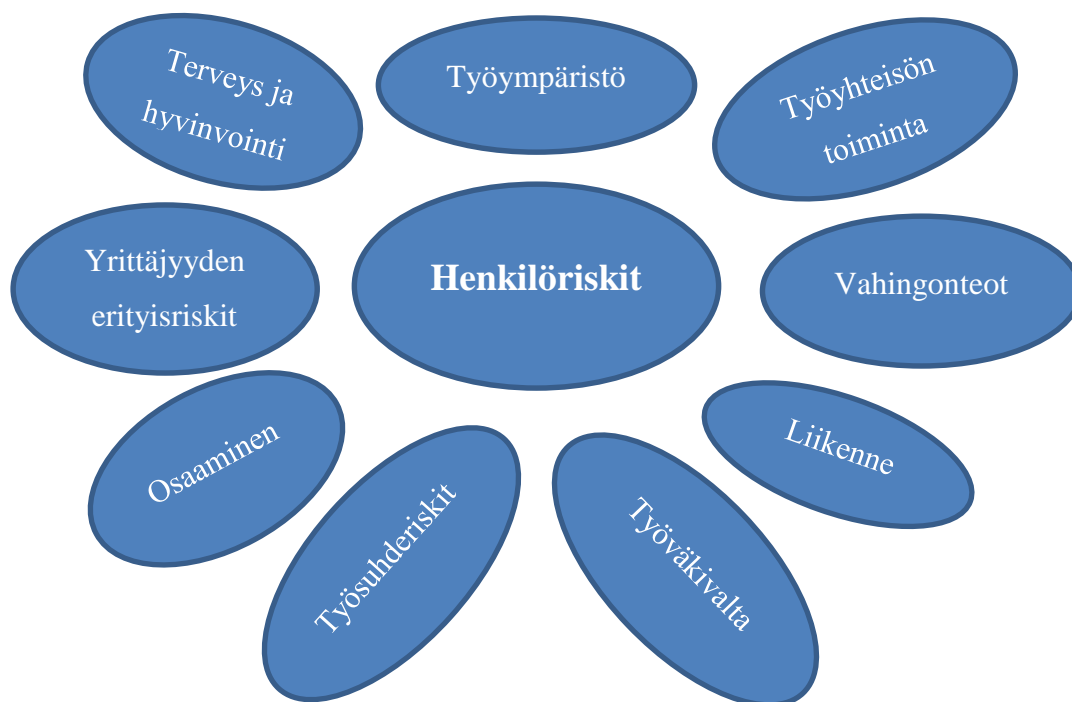 Terveys ja
hyvinvointi
Työympäristö
Työyhteisön
toiminta
Yrittäjyyden
erityisriskit
Henkilöriskit
Vahingonteot
Osaaminen
Työsuhderiskit
Työväkivalta
Liikenne